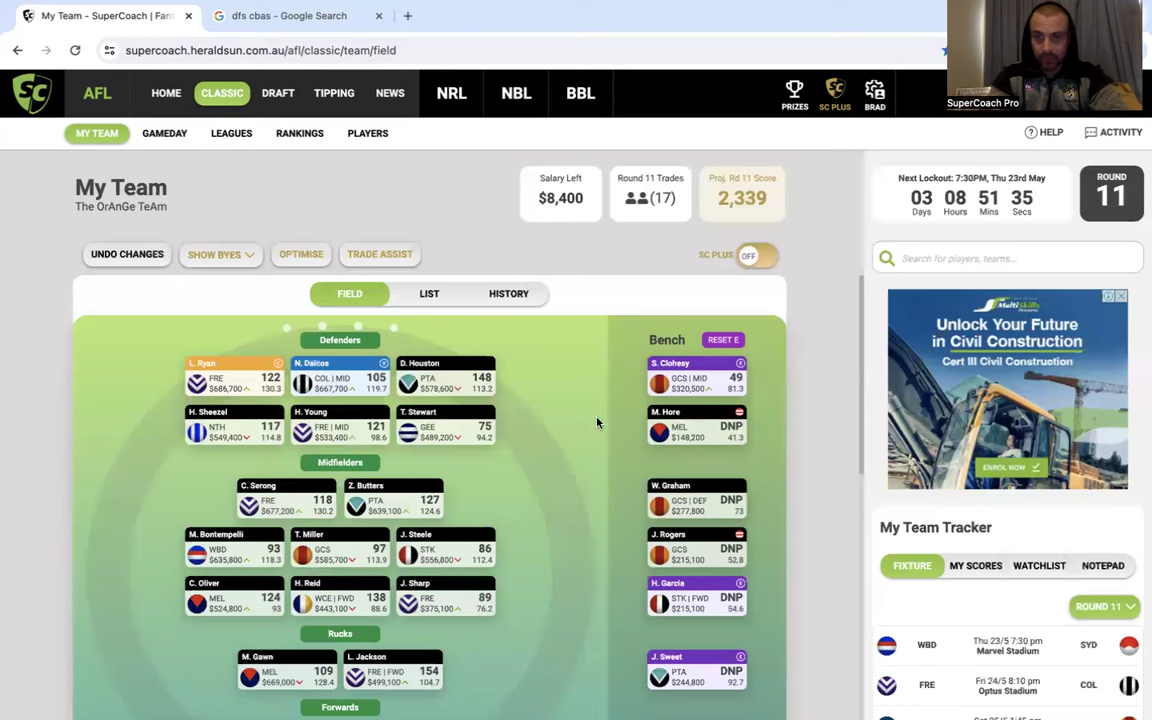 My Team – SuperCoach | Fant
dfs cbas - Google Search
supercoach.heraldsun.com.au/afl/classic/team/field
SuperCoach Pro
SC AFL HOME CLASSIC DRAFT TIPPING NEWS NRL NBL BBL PRIZES SC PLUS BRAD
MY TEAM GAMEDAY LEAGUES RANKINGS PLAYERS HELP ACTIVITY
My Team
The OrAnGe TeAm
Salary Left
$8,400
Round 11 Trades
(17)
Proj. Rd 11 Score
2,339
Next Lockout: 7:30PM, Thu 23rd May
03 08 51 35
Days Hours Mins Secs
ROUND
11
UNDO CHANGES SHOW BYES OPTIMISE TRADE ASSIST SC PLUS OFF
Search for players, teams...
FIELD LIST HISTORY
Defenders
Bench RESET E
L. Ryan C
FRE 122
$686,700 130.3
N. Daicos V
COL | MID 105
$667,700 119.7
D. Houston
PTA 148
$578,600 113.2
S. Clohesy E
GCS | MID 49
$320,500 81.3
H. Sheezel
NTH 117
$549,400 114.8
H. Young
FRE | MID 121
$533,400 98.6
T. Stewart
GEE 75
$489,200 94.2
M. Hore
MEL DNP
$148,200 41.3
Midfielders
C. Serong
FRE 118
$677,200 130.2
Z. Butters
PTA 127
$639,100 124.6
W. Graham
GCS | DEF DNP
$277,800 73
M. Bontempelli
WBD 93
$635,800 118.3
T. Miller
GCS 97
$585,700 113.9
J. Steele
STK 86
$556,800 112.4
J. Rogers
GCS DNP
$215,100 52.8
C. Oliver
MEL 124
$524,800 93
H. Reid
WCE | FWD 138
$443,100 88.6
J. Sharp
FRE 89
$375,100 76.2
H. Garcia E
STK | FWD DNP
$215,100 54.6
Rucks
M. Gawn
MEL 109
$669,000 128.4
L. Jackson
FRE | FWD 154
$499,100 104.7
J. Sweet E
PTA DNP
$244,800 92.7
Forwards
MultiSkills
Unlock Your Future
in Civil Construction
Cert III Civil Construction
ENROL NOW
My Team Tracker
FIXTURE MY SCORES WATCHLIST NOTEPAD
ROUND 11
WBD Thu 23/5 7:30 pm SYD
Marvel Stadium
FRE Fri 24/5 8:10 pm COL
Optus Stadium